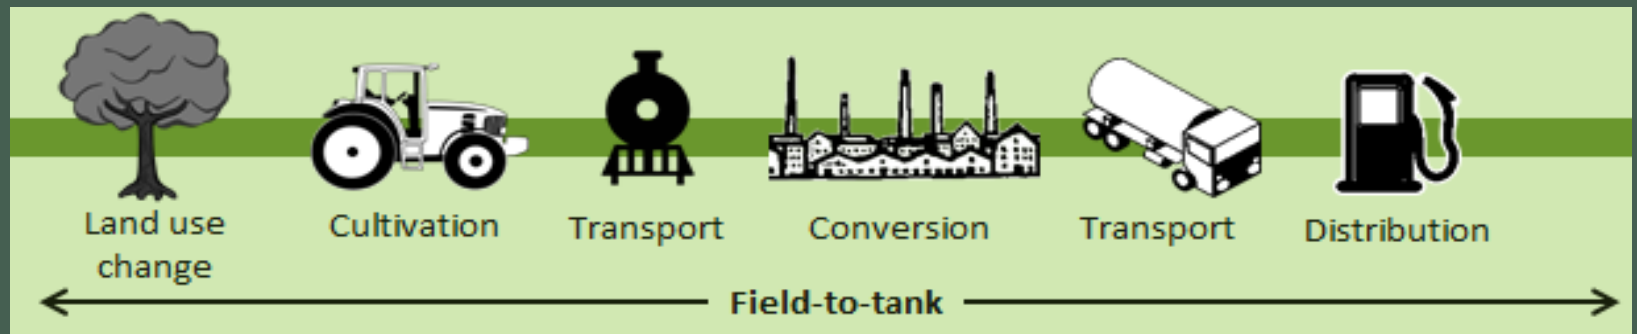 Land use
change
Cultivation
Transport
Conversion
Transport
Distribution
Field-to-tank